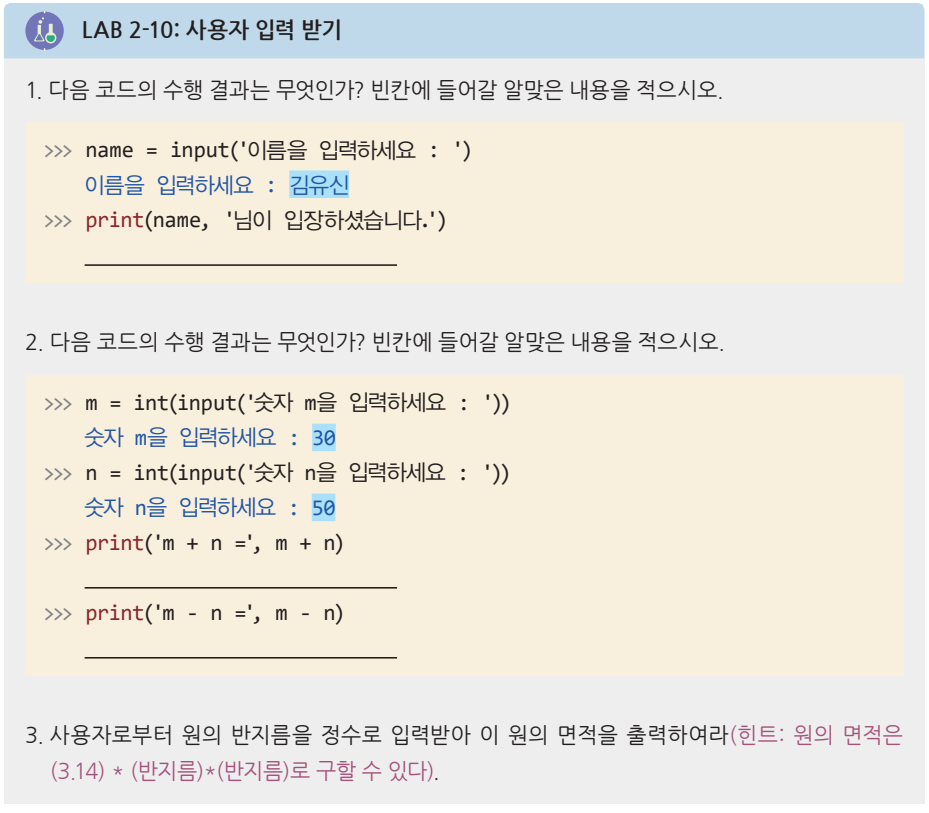 LAB 2-10: 사용자 입력 받기
1. 다음 코드의 수행 결과는 무엇인가? 빈칸에 들어갈 알맞은 내용을 적으시오.
>>> name = input('이름을 입력하세요 : ')
이름을 입력하세요 : 김유신
>>> print(name, '님이 입장하셨습니다.')
2. 다음 코드의 수행 결과는 무엇인가? 빈칸에 들어갈 알맞은 내용을 적으시오.
>>> m = int(input('숫자 m을 입력하세요 : '))
숫자 m을 입력하세요 : 30
>>> n = int(input('숫자 n을 입력하세요 : '))
숫자 n을 입력하세요 : 50
>>> print('m + n =', m + n)
>>> print('m - n =', m - n)
3. 사용자로부터 원의 반지름을 정수로 입력받아 이 원의 면적을 출력하여라(힌트: 원의 면적은
(3.14) * (반지름)*(반지름)로 구할 수 있다).